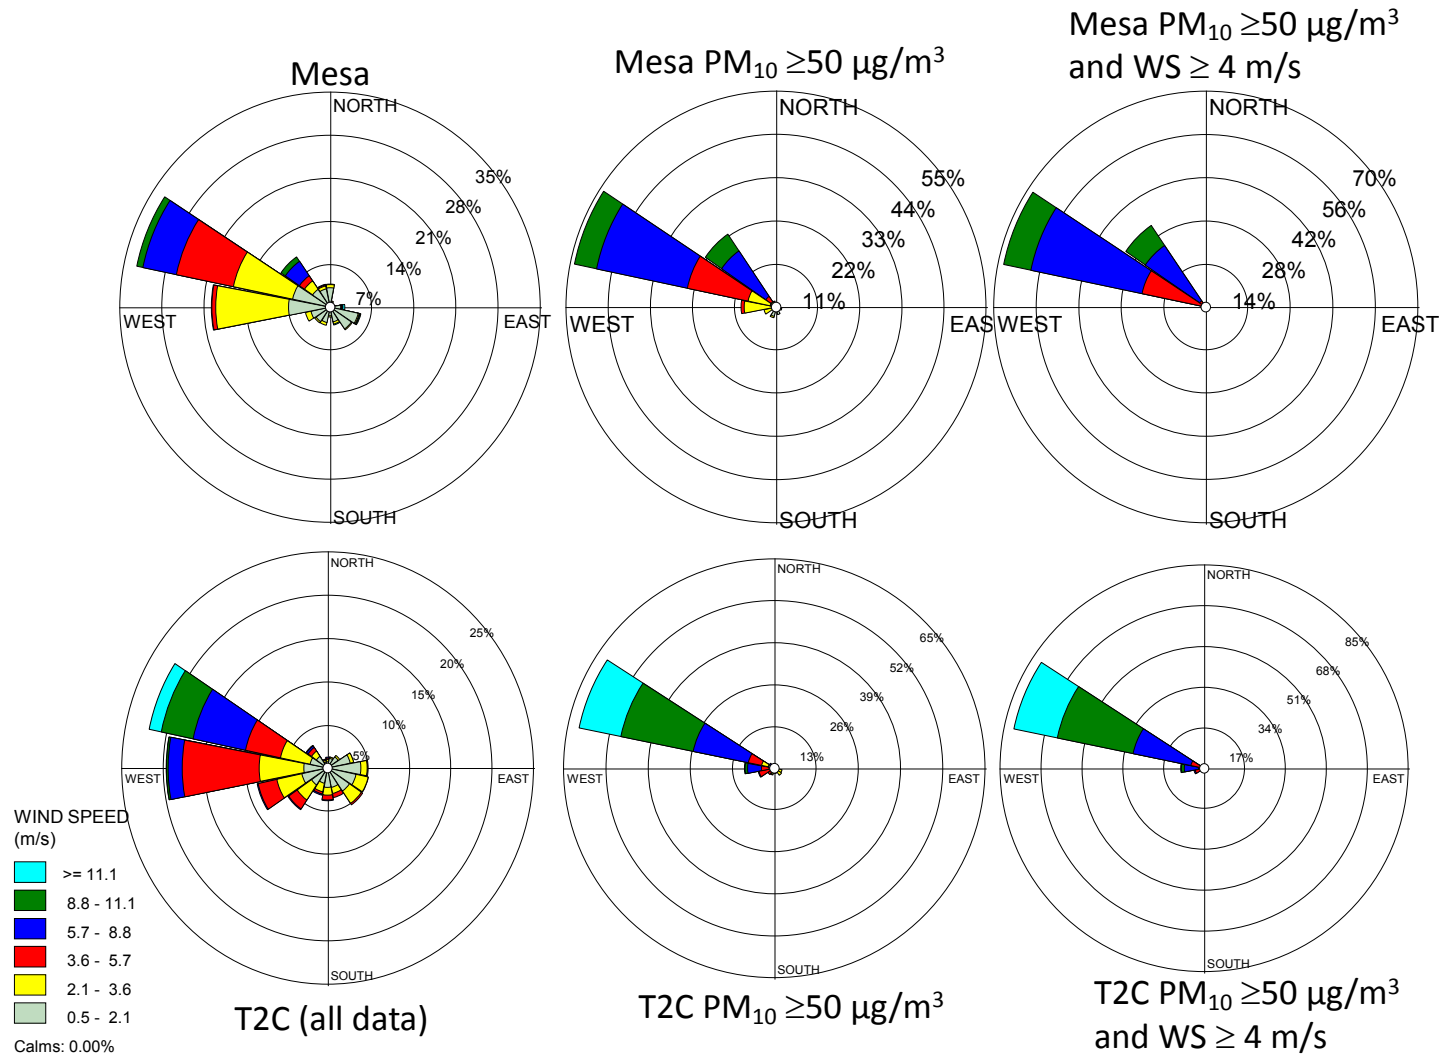 Mesa
NORTH
35%
28%
21%
14%
7%
WEST
EAST
SOUTH
Mesa PM10 ≥50 µg/m3
NORTH
55%
44%
33%
22%
11%
WEST
EAS
SOUTH
Mesa PM10 ≥50 µg/m3
and WS ≥ 4 m/s
NORTH
70%
56%
42%
28%
14%
WEST
EAST
SOUTH
NORTH
25%
20%
15%
10%
5%
WEST
EAST
SOUTH
T2C (all data)
NORTH
65%
52%
39%
26%
13%
WEST
EAST
SOUTH
T2C PM10 ≥50 µg/m3
NORTH
85%
68%
51%
34%
17%
WEST
EAST
SOUTH
T2C PM10 ≥50 µg/m3
and WS ≥ 4 m/s
WIND SPEED
(m/s)
>= 11.1
8.8 - 11.1
5.7 - 8.8
3.6 - 5.7
2.1 - 3.6
0.5 - 2.1
Calms: 0.00%